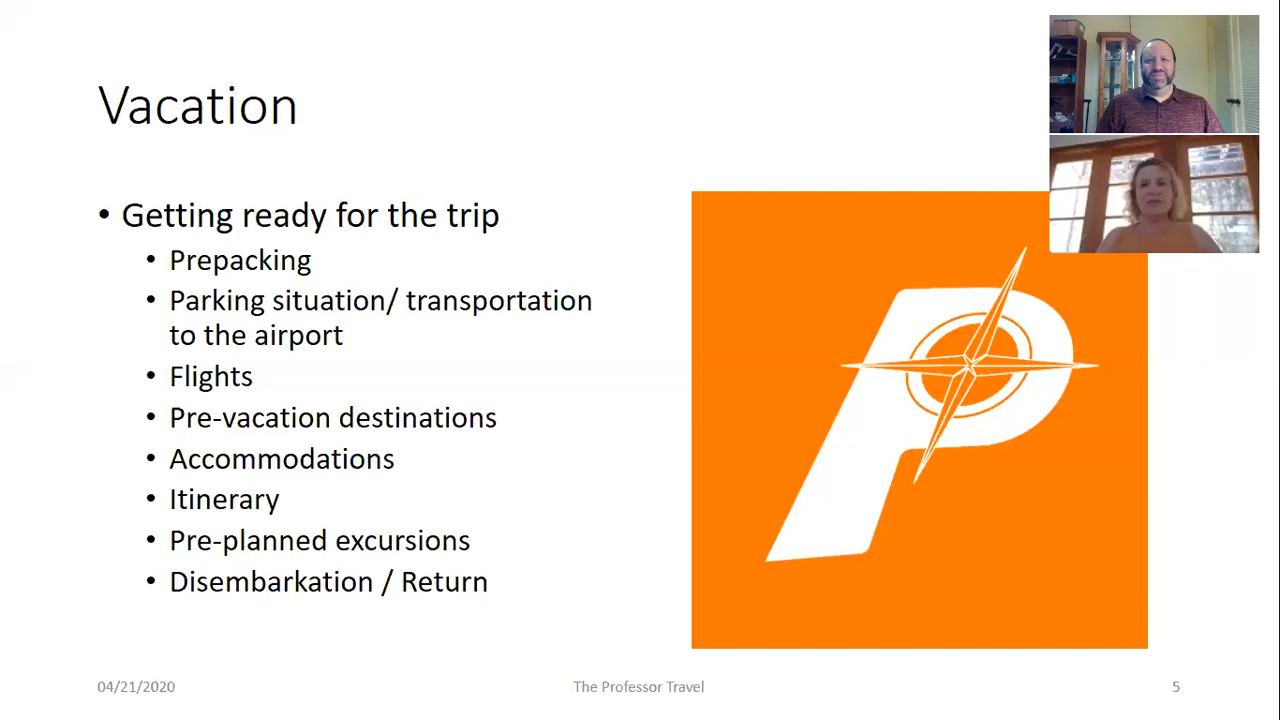 Vacation
• Getting ready for the trip
• Prepacking
• Parking situation/ transportation
to the airport
• Flights
• Pre-vacation destinations
• Accommodations
• Itinerary
• Pre-planned excursions
• Disembarkation / Return
P
04/21/2020
The Professor Travel
5